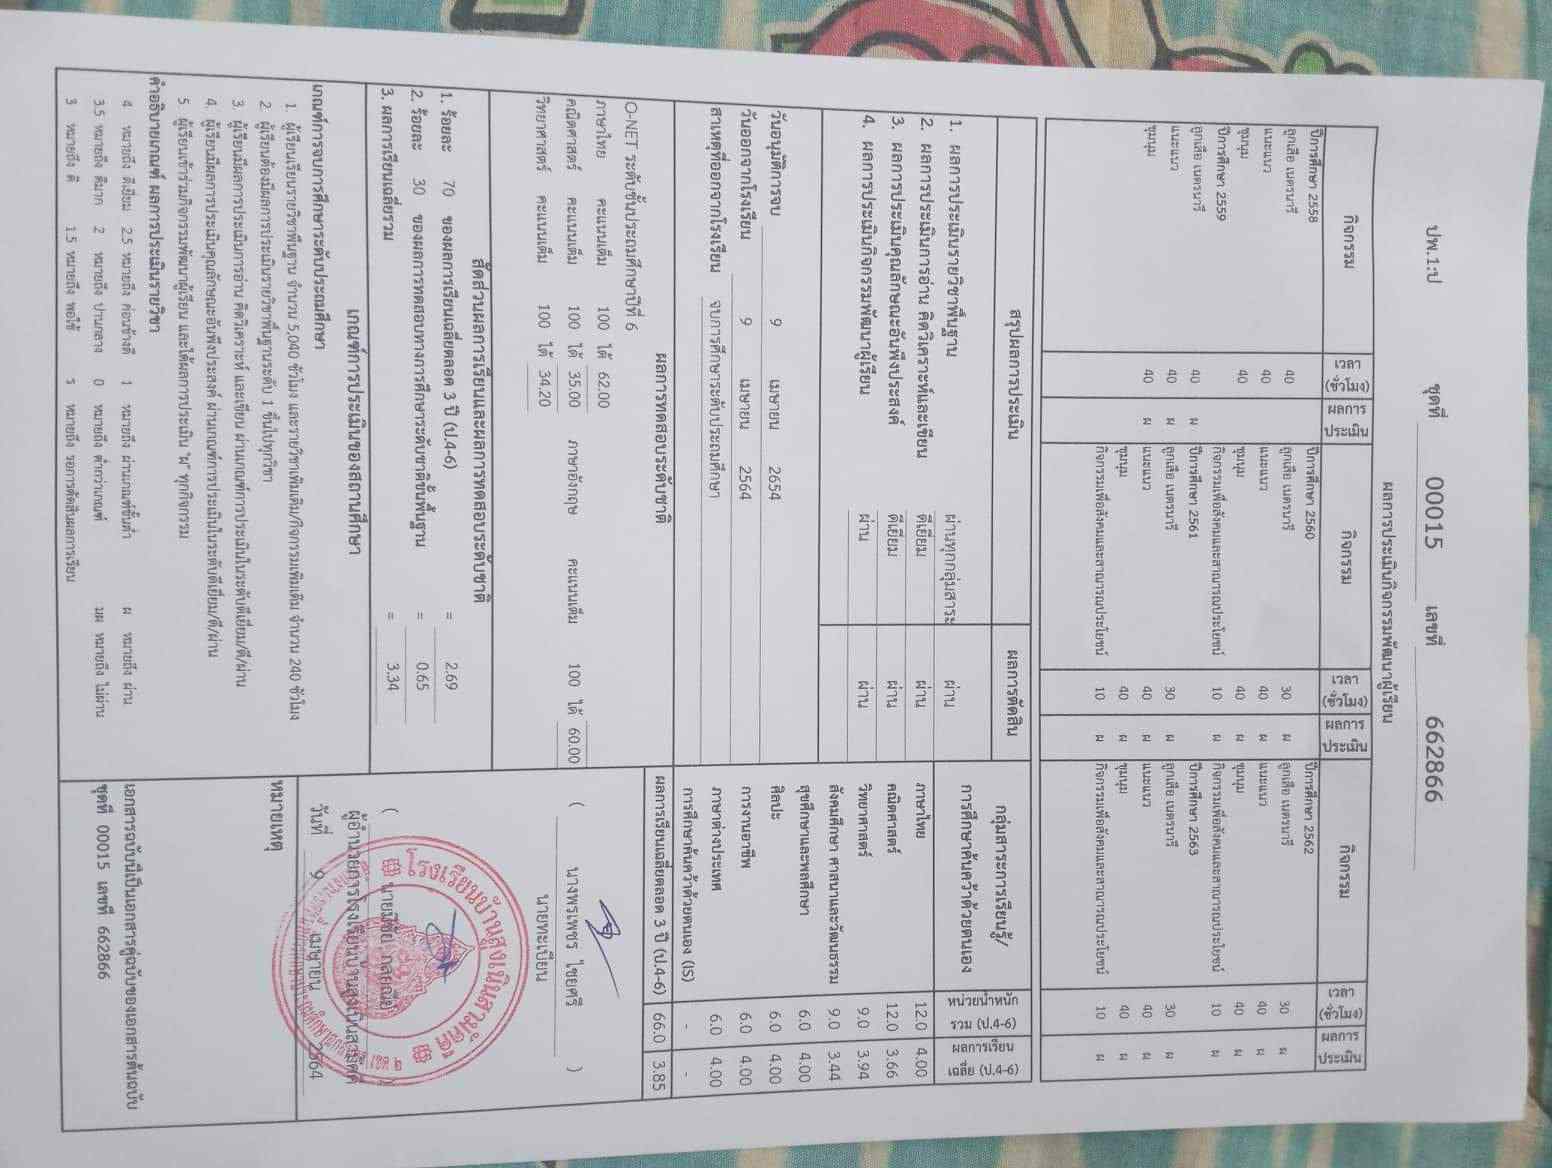 ปพ.1:ป ชุดที่ 00015 เลขที่ 662866
ผลการประเมินกิจกรรมพัฒนาผู้เรียน
กิจกรรม เวลา (ชั่วโมง) ผลการประเมิน กิจกรรม เวลา (ชั่วโมง) ผลการประเมิน กิจกรรม เวลา (ชั่วโมง) ผลการประเมิน
ปีการศึกษา 2558
ลูกเสือ เนตรนารี 40
แนะแนว 40
ชุมนุม 40
ปีการศึกษา 2559
ลูกเสือ เนตรนารี 40 ผ
แนะแนว 40 ผ
ชุมนุม 40 ผ
ปีการศึกษา 2560
ลูกเสือ เนตรนารี 30 ผ
แนะแนว 40 ผ
ชุมนุม 40 ผ
กิจกรรมเพื่อสังคมและสาณารณประโยชน์ 10 ผ
ปีการศึกษา 2561
ลูกเสือ เนตรนารี 30 ผ
แนะแนว 40 ผ
ชุมนุม 40 ผ
กิจกรรมเพื่อสังคมและสาณารณประโยชน์ 10 ผ
ปีการศึกษา 2562
ลูกเสือ เนตรนารี 30 ผ
แนะแนว 40 ผ
ชุมนุม 40 ผ
กิจกรรมเพื่อสังคมและสาณารณประโยชน์ 10 ผ
ปีการศึกษา 2563
ลูกเสือ เนตรนารี 30 ผ
แนะแนว 40 ผ
ชุมนุม 40 ผ
กิจกรรมเพื่อสังคมและสาณารณประโยชน์ 10 ผ
สรุปผลการประเมิน ผลการตัดสิน
1. ผลการประเมินรายวิชาพื้นฐาน ผ่านทุกกลุ่มสาระ ผ่าน
2. ผลการประเมินการอ่าน คิดวิเคราะห์และเขียน ดีเยี่ยม ผ่าน
3. ผลการประเมินคุณลักษณะอันพึงประสงค์ ดีเยี่ยม ผ่าน
4. ผลการประเมินกิจกรรมพัฒนาผู้เรียน ผ่าน ผ่าน
วันอนุมัติการจบ 9 เมษายน 2654
วันออกจากโรงเรียน 9 เมษายน 2564
สาเหตุที่ออกจากโรงเรียน จบการศึกษาระดับประถมศึกษา
ผลการทดสอบระดับชาติ
O-NET ระดับชั้นประถมศึกษาปีที่ 6
ภาษาไทย คะแนนเต็ม 100 ได้ 62.00
คณิตศาสตร์ คะแนนเต็ม 100 ได้ 35.00 ภาษาอังกฤษ คะแนนเต็ม 100 ได้ 60.00
วิทยาศาสตร์ คะแนนเต็ม 100 ได้ 34.20
สัดส่วนผลการเรียนและผลการทดสอบระดับชาติ
1. ร้อยละ 70 ของผลการเรียนเฉลี่ยตลอด 3 ปี (ป.4-6) = 2.69
2. ร้อยละ 30 ของผลการทดสอบทางการศึกษาระดับชาติขั้นพื้นฐาน = 0.65
3. ผลการเรียนเฉลี่ยรวม = 3.34
เกณฑ์การประเมินของสถานศึกษา
เกณฑ์การจบการศึกษาระดับประถมศึกษา
1. ผู้เรียนเรียนรายวิชาพื้นฐาน จำนวน 5,040 ชั่วโมง และรายวิชาเพิ่มเติม/กิจกรรมเพิ่มเติม จำนวน 240 ชั่วโมง
2. ผู้เรียนต้องมีผลการประเมินรายวิชาพื้นฐานระดับ 1 ขึ้นไปทุกวิชา
3. ผู้เรียนมีผลการประเมินการอ่าน คิดวิเคราะห์ และเขียน ผ่านเกณฑ์การประเมินในระดับดีเยี่ยม/ดี/ผ่าน
4. ผู้เรียนมีผลการประเมินคุณลักษณะอันพึงประสงค์ ผ่านเกณฑ์การประเมินในระดับดีเยี่ยม/ดี/ผ่าน
5. ผู้เรียนเข้าร่วมกิจกรรมพัฒนาผู้เรียน และได้ผลการประเมิน "ผ" ทุกกิจกรรม
คำอธิบายเกณฑ์ ผลการประเมินรายวิชา
4 หมายถึง ดีเยี่ยม 2.5 หมายถึง ค่อนข้างดี 1 หมายถึง ผ่านเกณฑ์ขั้นต่ำ ผ หมายถึง ผ่าน
3.5 หมายถึง ดีมาก 2 หมายถึง ปานกลาง 0 หมายถึง ต่ำกว่าเกณฑ์ มผ หมายถึง ไม่ผ่าน
3 หมายถึง ดี 1.5 หมายถึง พอใช้ ร หมายถึง รอการตัดสินผลการเรียน
กลุ่มสาระการเรียนรู้/ การศึกษาค้นคว้าด้วยตนเอง หน่วยน้ำหนักรวม (ป.4-6) ผลการเรียนเฉลี่ย (ป.4-6)
ภาษาไทย 12.0 4.00
คณิตศาสตร์ 12.0 3.66
วิทยาศาสตร์ 9.0 3.94
สังคมศึกษา ศาสนาและวัฒนธรรม 9.0 3.44
สุขศึกษาและพลศึกษา 6.0 4.00
ศิลปะ 6.0 4.00
การงานอาชีพ 6.0 4.00
ภาษาต่างประเทศ 6.0 4.00
การศึกษาค้นคว้าด้วยตนเอง (IS) - -
ผลการเรียนเฉลี่ยตลอด 3 ปี (ป.4-6) 66.0 3.85
( นางพรเพชร ไชยศรี )
นายทะเบียน
( นายมีชัย )
ผู้อำนวยการโรงเรียนบ้านสูงเนินสามัคคี
วันที่ 9 เมษายน 2564
โรงเรียนบ้านสูงเนินสามัคคี
หมายเหตุ
เอกสารฉบับนี้เป็นเอกสารคู่ฉบับของเอกสารต้นฉบับ
ชุดที่ 00015 เลขที่ 662866